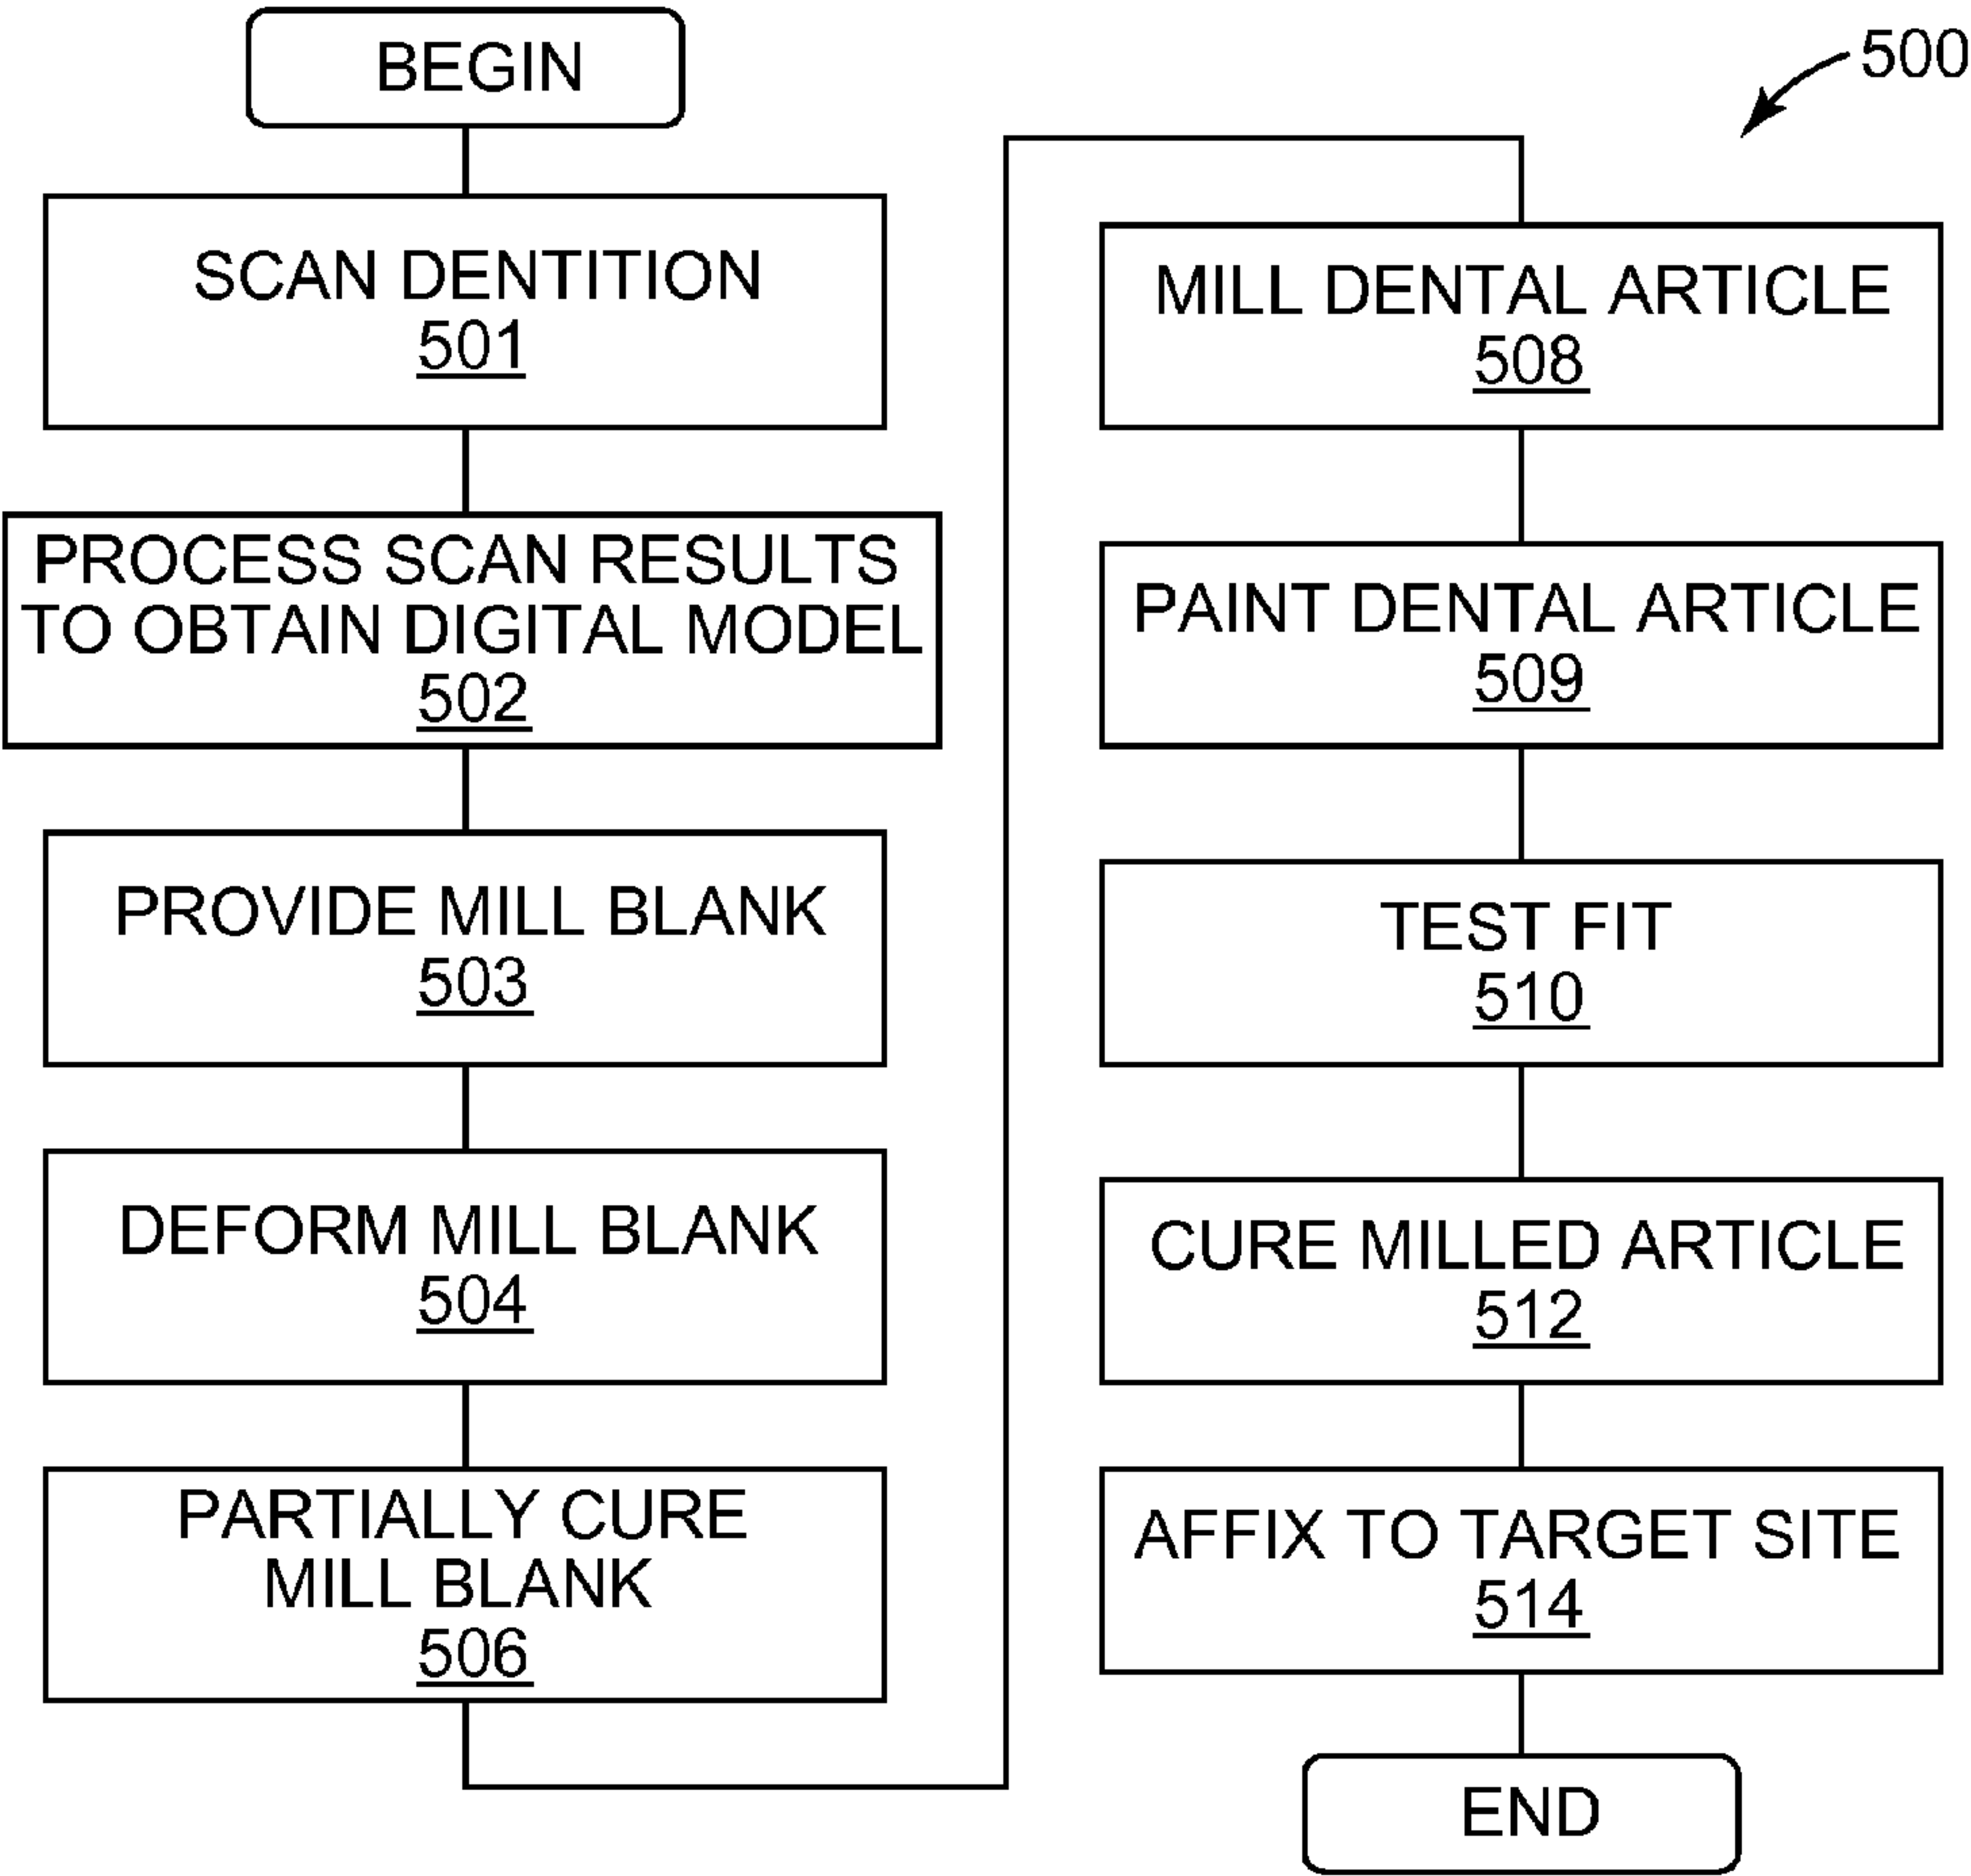 BEGIN
SCAN DENTITION
501
PROCESS SCAN RESULTS
TO OBTAIN DIGITAL MODEL
502
PROVIDE MILL BLANK
503
DEFORM MILL BLANK
504
PARTIALLY CURE
MILL BLANK
506
500
MILL DENTAL ARTICLE
508
PAINT DENTAL ARTICLE
509
TEST FIT
510
CURE MILLED ARTICLE
512
AFFIX TO TARGET SITE
514
END